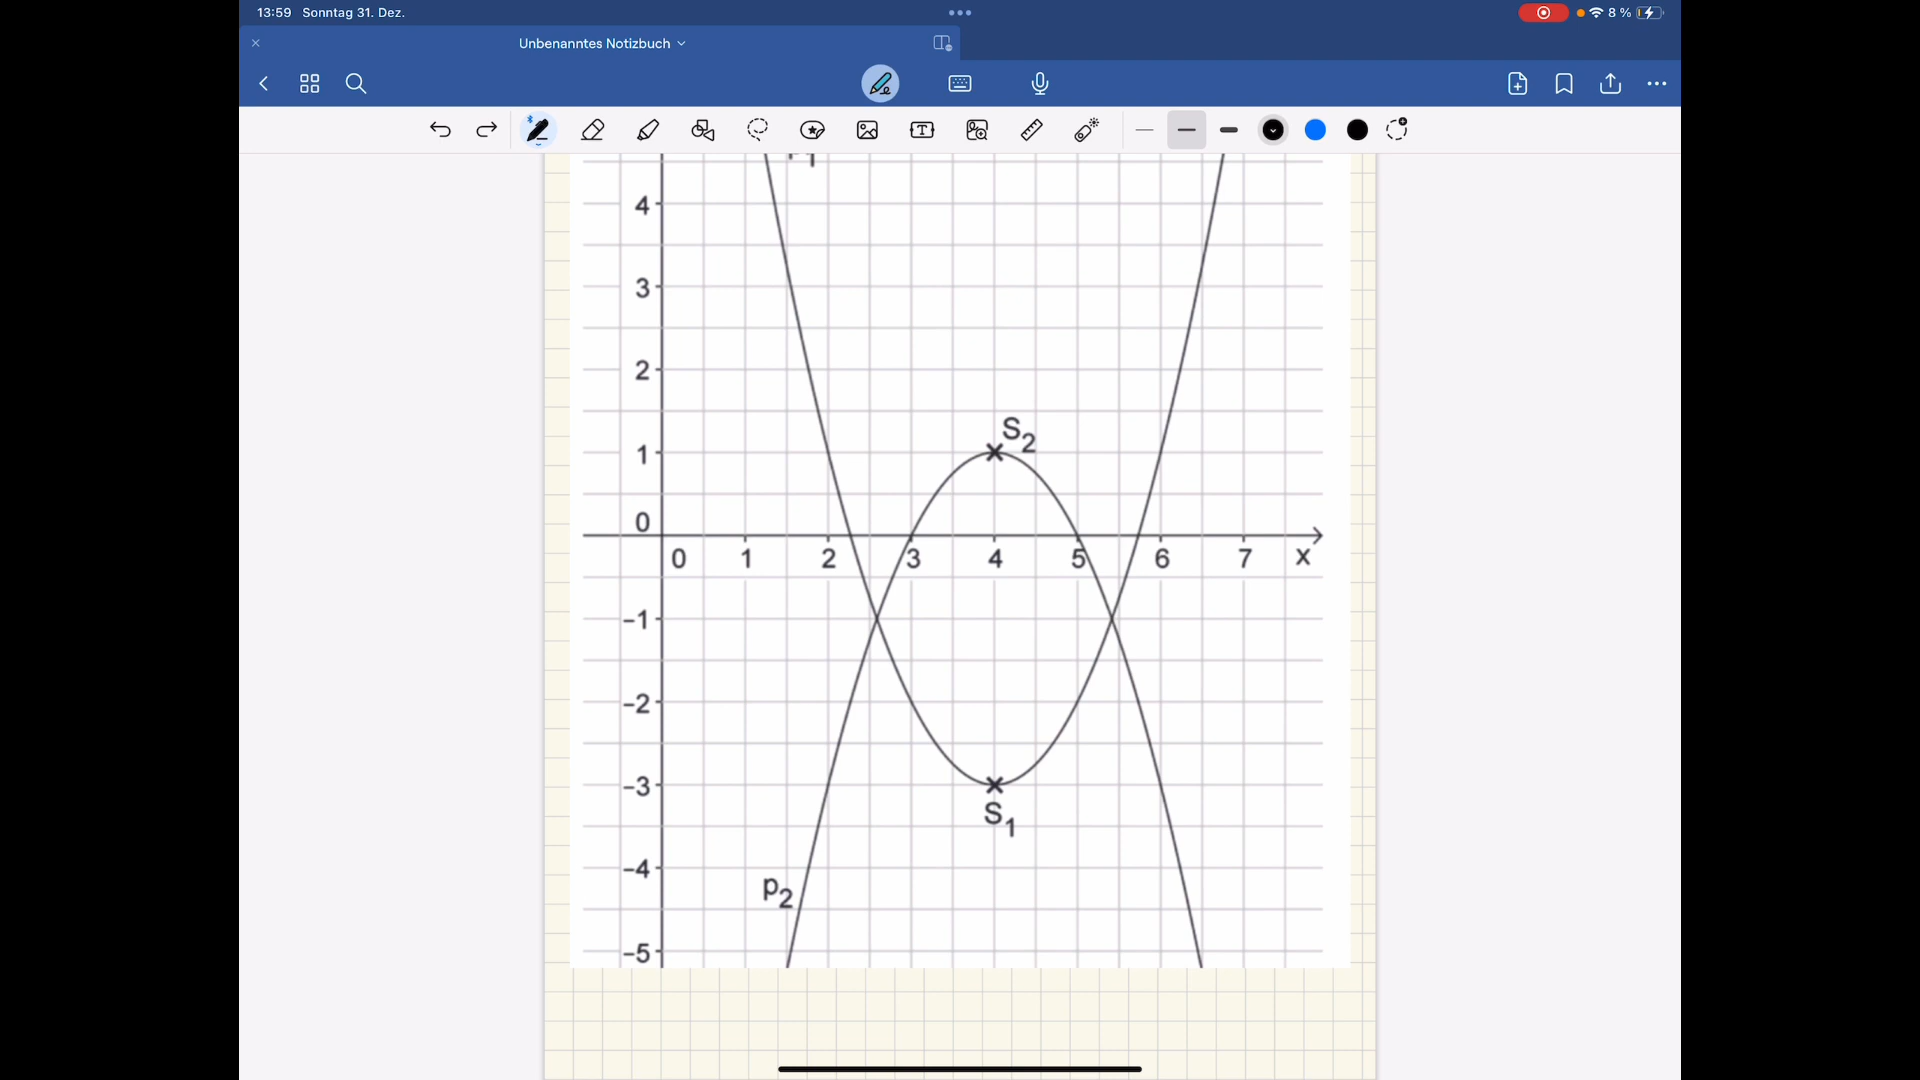 13:59 Sonntag 31. Dez.
8 %
Unbenanntes Notizbuch
4
3
2
S2
1
0
0 1 2 3 4 5 6 7 x
-1
-2
-3
S1
-4
p2
-5